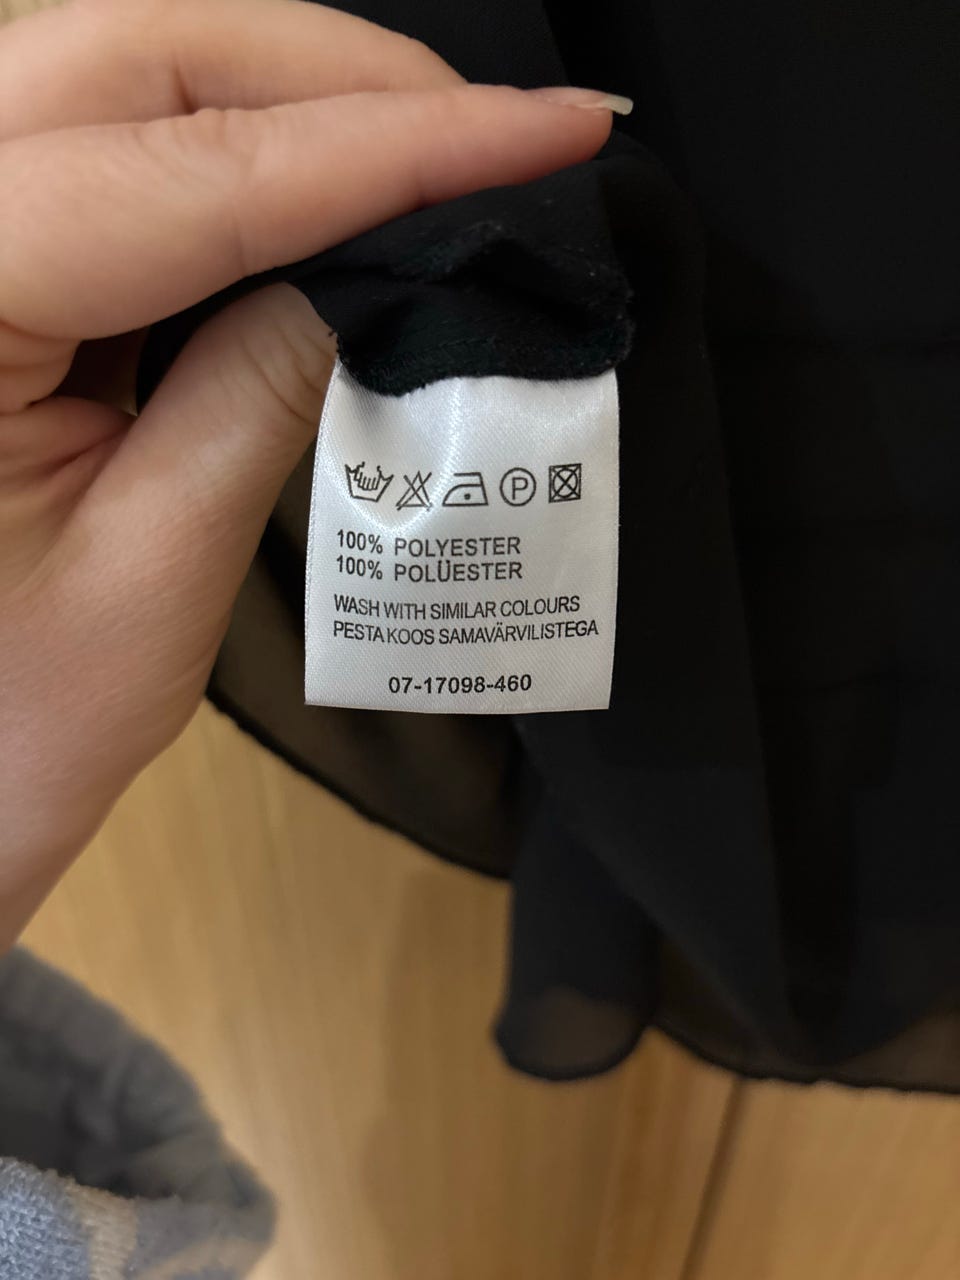 P
100% POLYESTER
100% POLÜESTER
WASH WITH SIMILAR COLOURS
PESTA KOOS SAMAVÄRVILISTEGA
07-17098-460